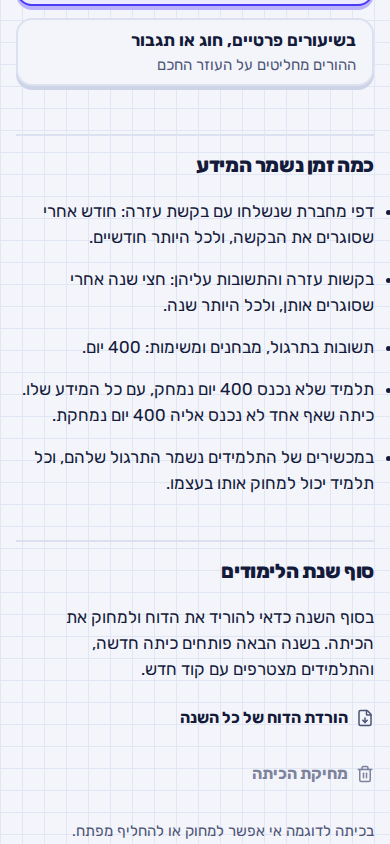 בשיעורים פרטיים, חוג או תגבור
ההורים מחליטים על העוזר החכם
כמה זמן נשמר המידע
• דפי מחברת שנשלחו עם בקשת עזרה: חודש אחרי
שסוגרים את הבקשה, ולכל היותר חודשיים.
• בקשות עזרה והתשובות עליהן: חצי שנה אחרי
שסוגרים אותן, ולכל היותר שנה.
• תשובות בתרגול, מבחנים ומשימות: 400 יום.
• תלמיד שלא נכנס 400 יום נמחק, עם כל המידע שלו.
כיתה שאף אחד לא נכנס אליה 400 יום נמחקת.
• במכשירים של התלמידים נשמר התרגול שלהם, וכל
תלמיד יכול למחוק אותו בעצמו.
סוף שנת הלימודים
בסוף השנה כדאי להוריד את הדוח ולמחוק את
הכיתה. בשנה הבאה פותחים כיתה חדשה,
והתלמידים מצטרפים עם קוד חדש.
הורדת הדוח של כל השנה
מחיקת הכיתה
בכיתה לדוגמה אי אפשר למחוק או להחליף מפתח.